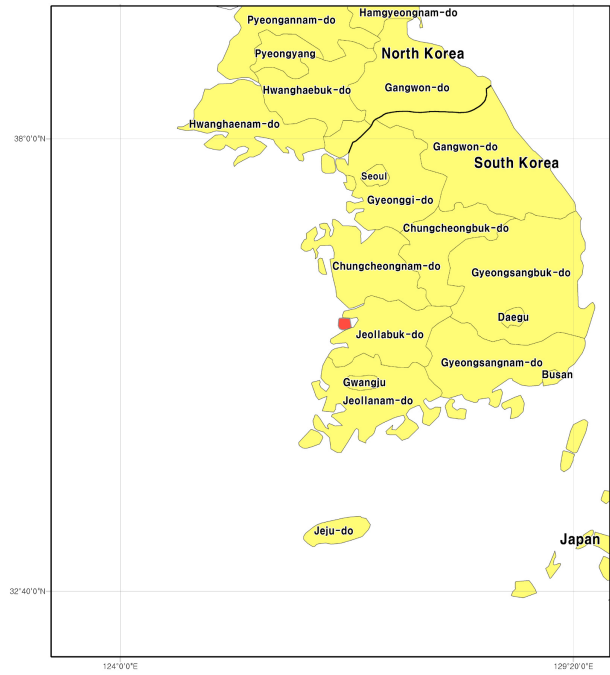 Hamgyeongnam-do
Pyeongannam-do
Pyeongyang
North Korea
Hwanghaebuk-do
Gangwon-do
Hwanghaenam-do
38°0'0"N
Gangwon-do
South Korea
Seoul
Gyeonggi-do
Chungcheongbuk-do
Chungcheongnam-do
Gyeongsangbuk-do
Daegu
Jeollabuk-do
Gyeongsangnam-do
Busan
Gwangju
Jeollanam-do
Jeju-do
Japan
32°40'0"N
124°0'0"E
129°20'0"E